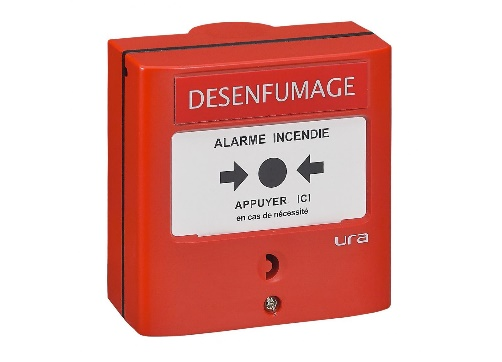 DESENFUMAGE
ALARME INCENDIE
APPUYER ICI
en cas de nécessité
ura